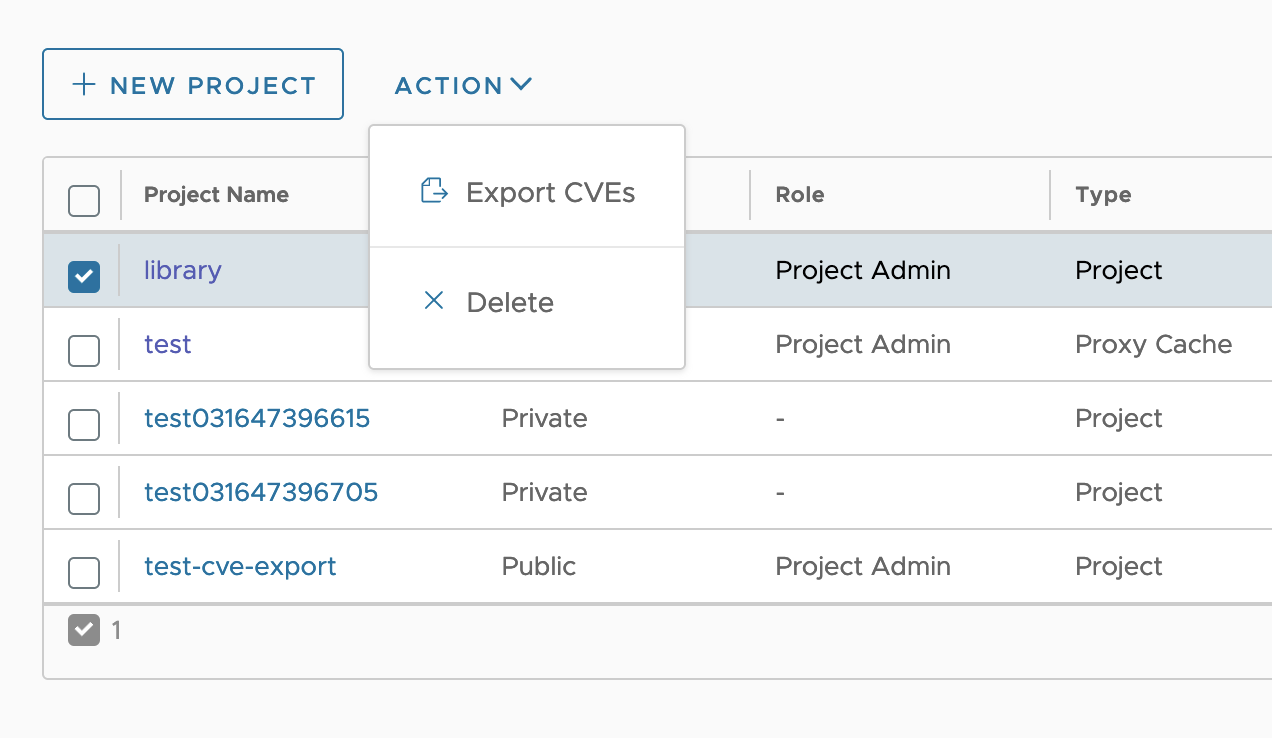 + NEW PROJECT ACTION
Export CVEs
Delete
Project Name Role Type
library Project Admin Project
test Project Admin Proxy Cache
test031647396615 Private - Project
test031647396705 Private - Project
test-cve-export Public Project Admin Project
1